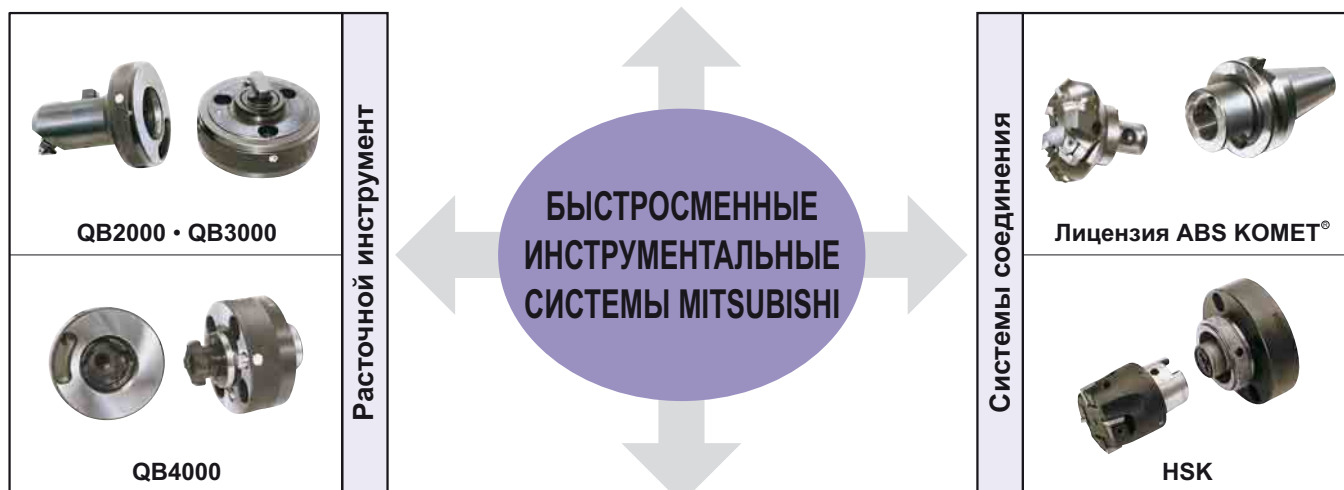 QB2000 • QB3000
QB4000
Расточной инструмент
БЫСТРОСМЕННЫЕ
ИНСТРУМЕНТАЛЬНЫЕ
СИСТЕМЫ MITSUBISHI
Системы соединения
Лицензия ABS KOMET®
HSK